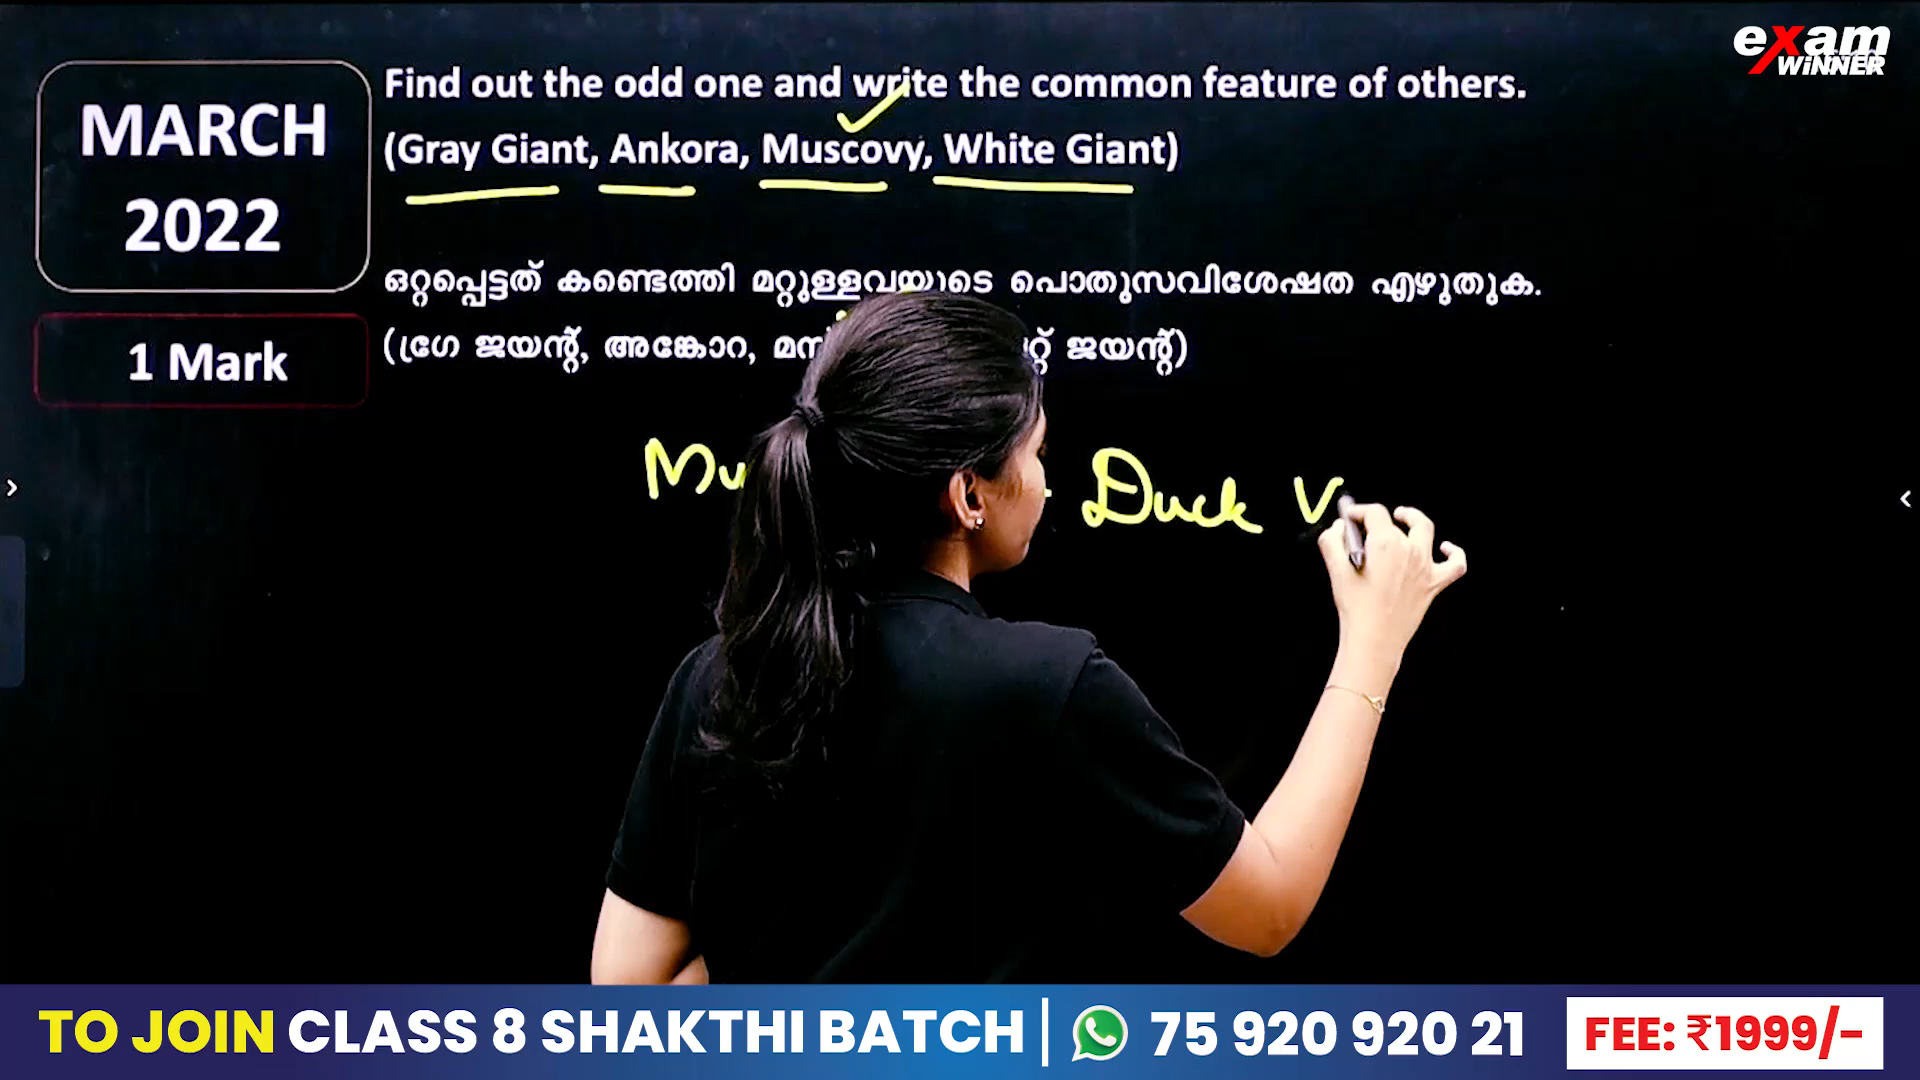 exam
WiNNER
MARCH
2022
1 Mark
Find out the odd one and write the common feature of others.
(Gray Giant, Ankora, Muscovy, White Giant)
ഒറ്റപ്പെട്ടത് കണ്ടെത്തി മറ്റുള്ളവയുടെ പൊതുസവിശേഷത എഴുതുക.
(ഗ്രേ ജയന്റ്, അങ്കോറ, ജയന്റ്)
Duck V
TO JOIN CLASS 8 SHAKTHI BATCH 75 920 920 21 FEE: ₹1999/-